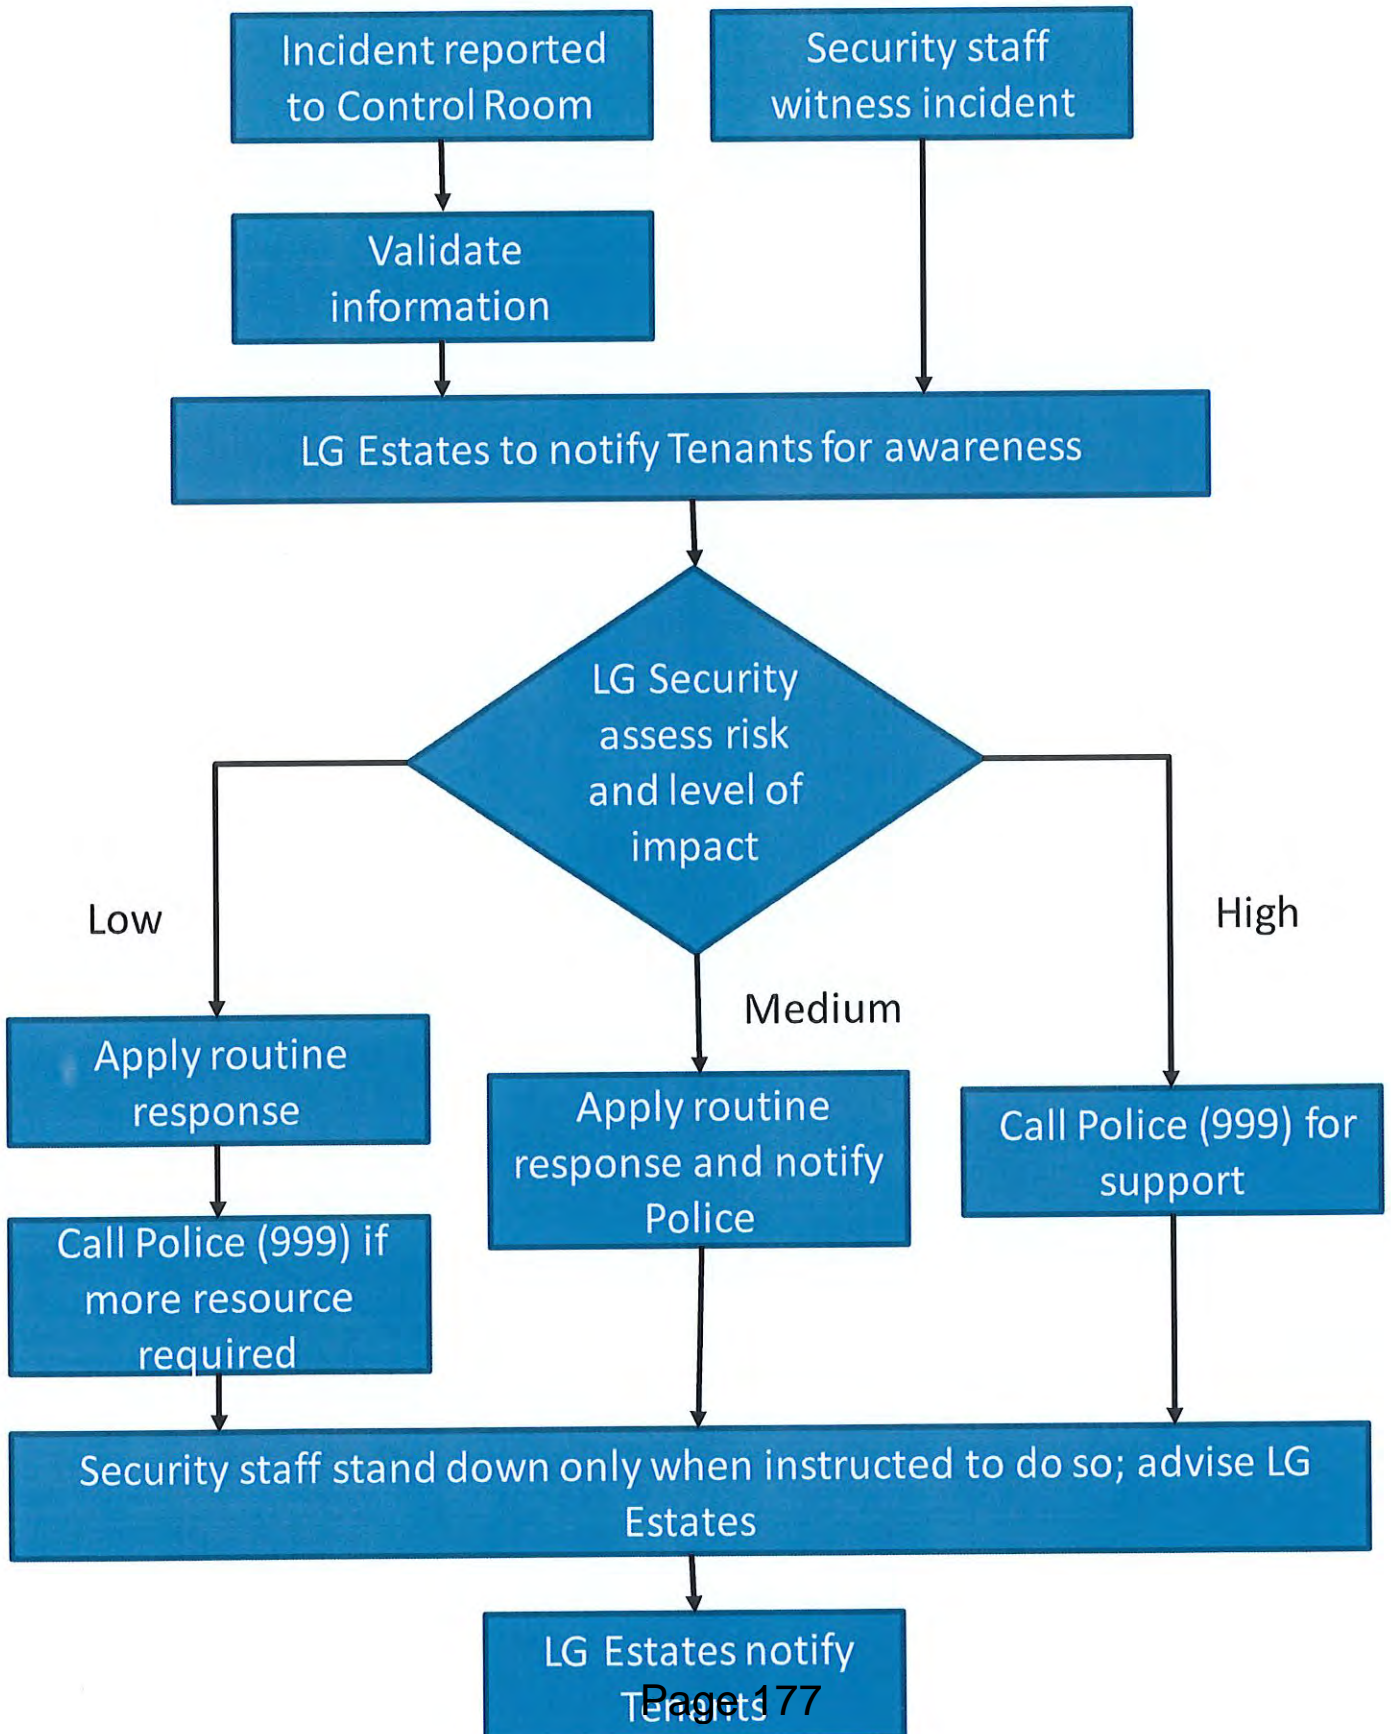 Incident reported
to Control Room
Security staff
witness incident
Validate
information
LG Estates to notify Tenants for awareness
LG Security
assess risk
and level of
impact
Low
High
Medium
Apply routine
response
Apply routine
response and notify
Police
Call Police (999) for
support
Call Police (999) if
more resource
required
Security staff stand down only when instructed to do so; advise LG
Estates
LG Estates notify
Tenants
Page 177